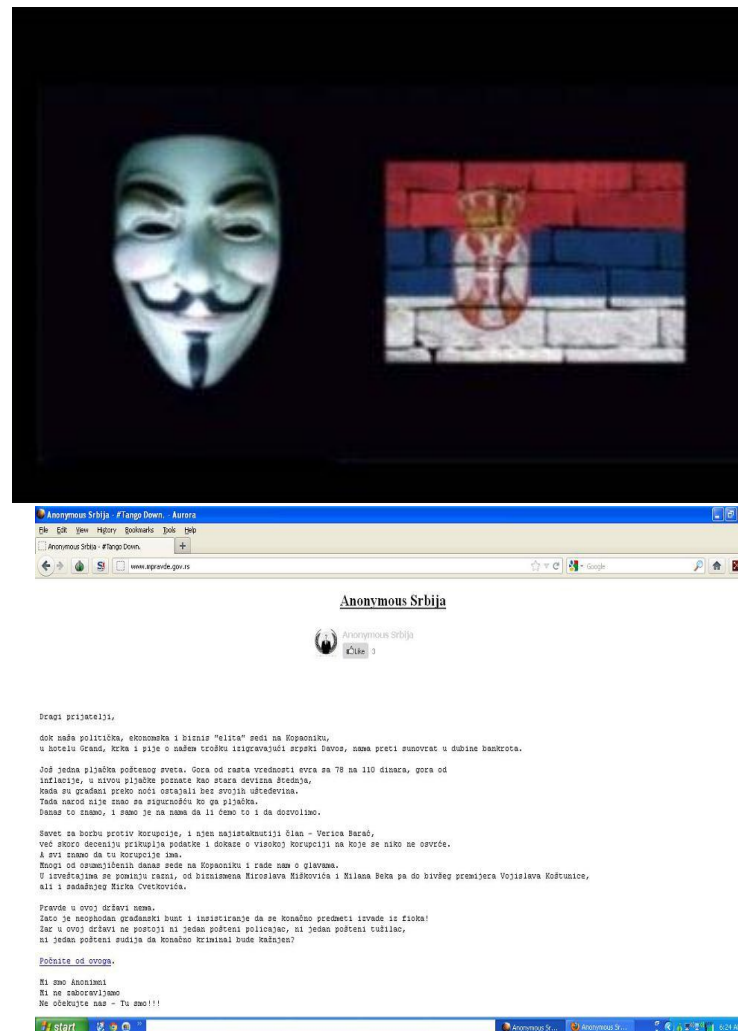 Anonymous Srbija - #Tango Down. - Aurora
File Edit View History Bookmarks Tools Help
Anonymous Srbija - #Tango Down. +
www.mpravde.gov.rs Google
Anonymous Srbija
Anonymous Srbija
Like 3
Dragi prijatelji,
dok naša politička, ekonomska i biznis "elita" sedi na Kopaoniku,
u hotelu Grand, krka i pije o našem trošku izigravajući srpski Davos, nama preti sunovrat u dubine bankrota.
Još jedna pljačka poštenog sveta. Gora od rasta vrednosti evra sa 78 na 110 dinara, gora od
inflacije, u nivou pljačke poznate kao stara devizna štednja,
kada su građani preko noći ostajali bez svojih ušteđevina.
Tada narod nije znao sa sigurnošću ko ga pljačka.
Danas to znamo, i samo je na nama da li ćemo to i da dozvolimo.
Savet za borbu protiv korupcije, i njen najistaknutiji član - Verica Barać,
već skoro deceniju prikuplja podatke i dokaze o visokoj korupciji na koje se niko ne osvrće.
A svi znamo da tu korupcije ima.
Mnogi od osumnjičenih danas sede na Kopaoniku i rade nam o glavama.
U izveštajima se pominju razni, od biznismena Miroslava Miškovića i Milana Beka pa do bivšeg premijera Vojislava Koštunice,
ali i sadašnjeg Mirka Cvetkovića.
Pravde u ovoj državi nema.
Zato je neophodan građanski bunt i insistiranje da se konačno predmeti izvade iz fioka!
Zar u ovoj državi ne postoji ni jedan pošteni policajac, ni jedan pošteni tužilac,
ni jedan pošteni sudija da konačno kriminal bude kažnjen?
Počnite od ovoga.
Mi smo Anonimni
Mi ne zaboravljamo
Ne očekujte nas - Tu smo!!!
start Anonymous Sr... Anonymous Sr... 6:24 AM